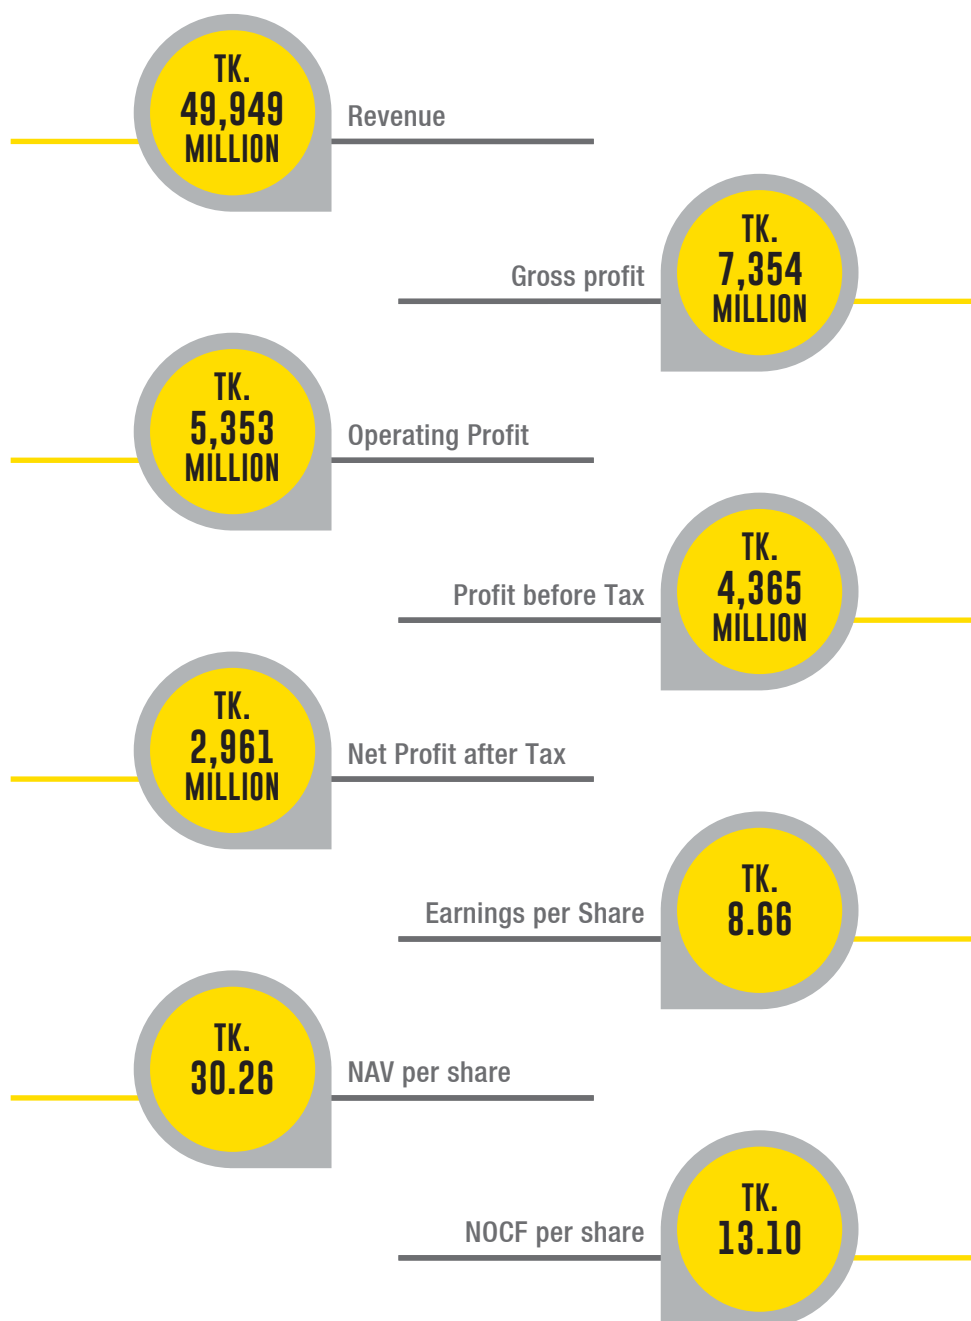 TK.
49,949
MILLION
Revenue
Gross profit
TK.
7,354
MILLION
TK.
5,353
MILLION
Operating Profit
Profit before Tax
TK.
4,365
MILLION
TK.
2,961
MILLION
Net Profit after Tax
Earnings per Share
TK.
8.66
TK.
30.26
NAV per share
NOCF per share
TK.
13.10